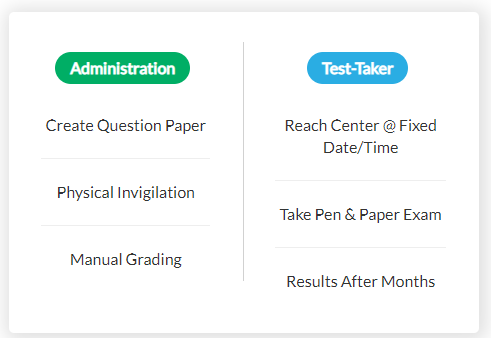 Administration
Create Question Paper
Physical Invigilation
Manual Grading
Test-Taker
Reach Center @ Fixed
Date/Time
Take Pen & Paper Exam
Results After Months